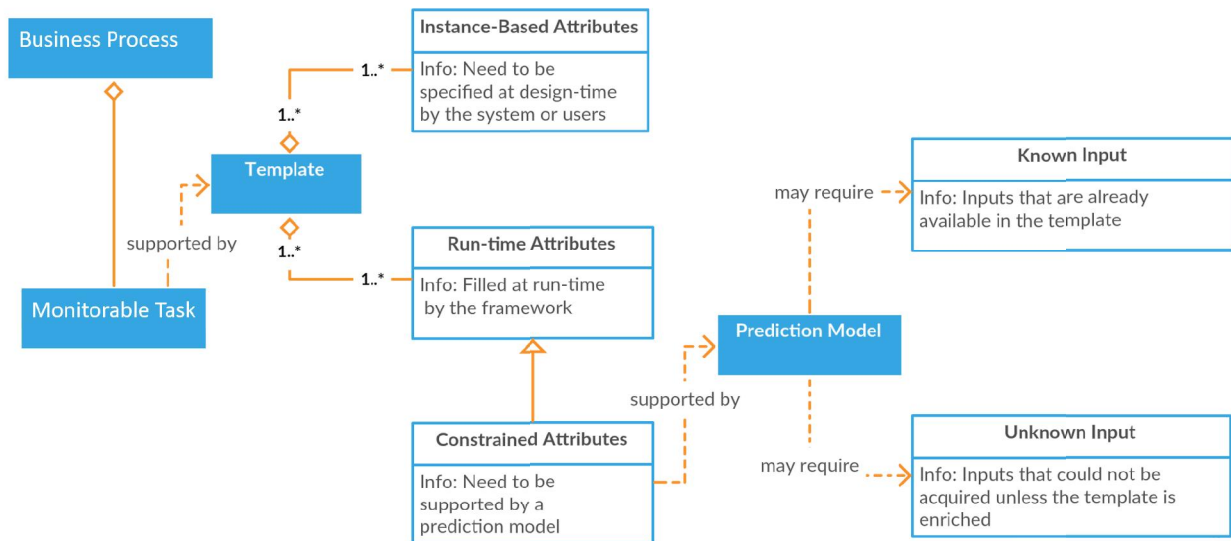 Business Process
Instance-Based Attributes
Info: Need to be
specified at design-time
by the system or users
1..*
1..*
Template
supported by
Monitorable Task
1..*
1..*
Run-time Attributes
Info: Filled at run-time
by the framework
Constrained Attributes
Info: Need to be
supported by a
prediction model
supported by
Prediction Model
may require
Known Input
Info: Inputs that are already
available in the template
may require
Unknown Input
Info: Inputs that could not be
acquired unless the template is
enriched